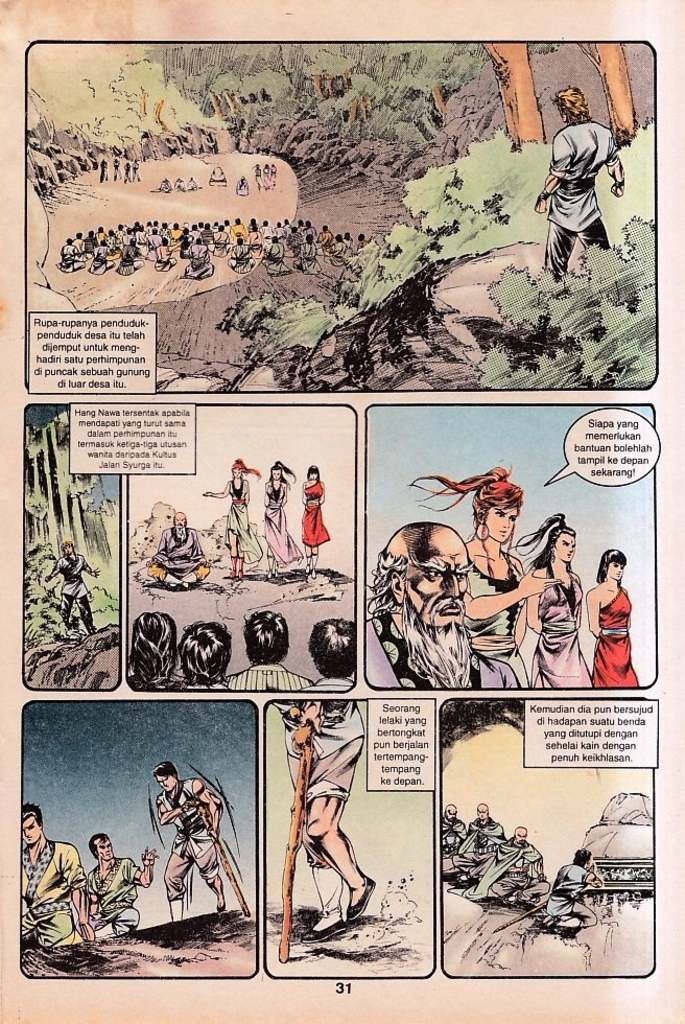 Rupa-rupanya penduduk-
penduduk desa itu telah
dijemput untuk meng-
hadiri satu perhimpunan
di puncak sebuah gunung
di luar desa itu.
Hang Nawa tersentak apabila
mendapati yang turut sama
dalam perhimpunan itu
termasuk ketiga-tiga utusan
wanita daripada Kultus
Jalan Syurga itu.
Siapa yang
memerlukan
bantuan bolehlah
tampil ke depan
sekarang!
Seorang
lelaki yang
bertongkat
pun berjalan
tertempang-
tempang
ke depan.
Kemudian dia pun bersujud
di hadapan suatu benda
yang ditutupi dengan
sehelai kain dengan
penuh keikhlasan.
31